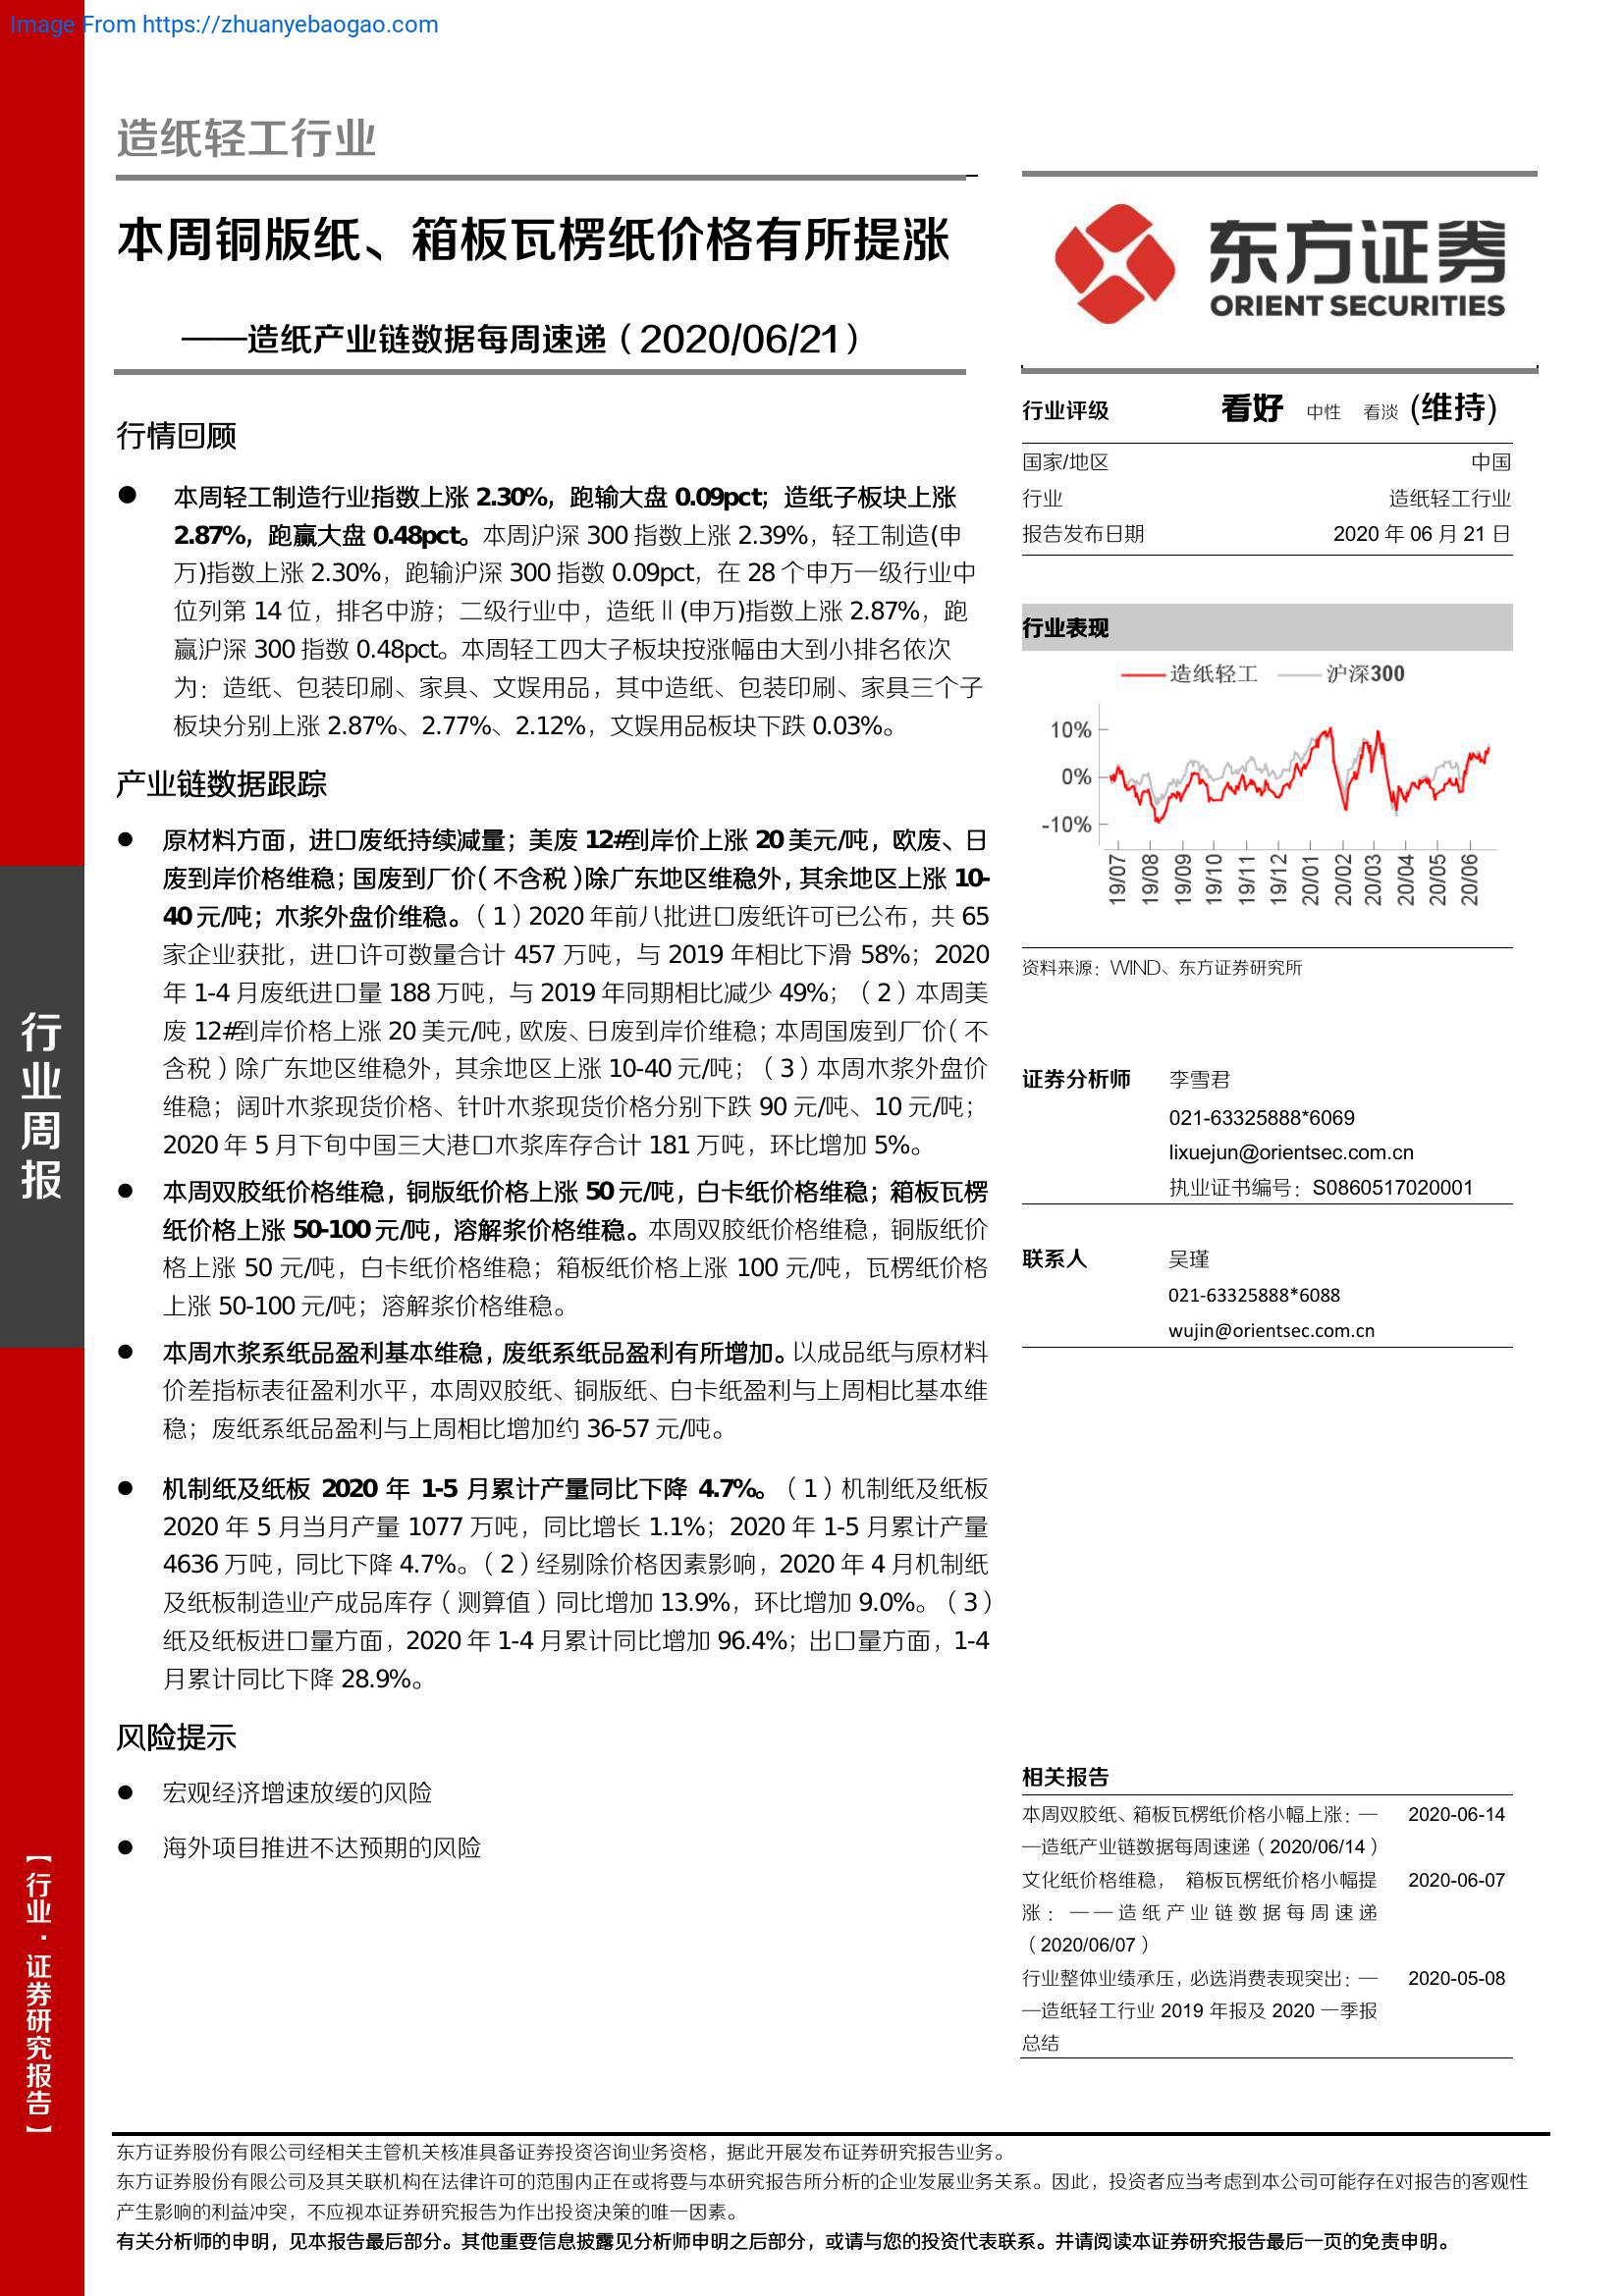 Image From https://zhuanyebaogao.com
造纸轻工行业
本周铜版纸、箱板瓦楞纸价格有所提涨
——造纸产业链数据每周速递（2020/06/21）
行情回顾
● 本周轻工制造行业指数上涨 2.30%，跑输大盘 0.09pct；造纸子板块上涨
2.87%，跑赢大盘 0.48pct。本周沪深 300 指数上涨 2.39%，轻工制造(申
万)指数上涨 2.30%，跑输沪深 300 指数 0.09pct，在 28 个申万一级行业中
位列第 14 位，排名中游；二级行业中，造纸Ⅱ(申万)指数上涨 2.87%，跑
赢沪深 300 指数 0.48pct。本周轻工四大子板块按涨幅由大到小排名依次
为：造纸、包装印刷、家具、文娱用品，其中造纸、包装印刷、家具三个子
板块分别上涨 2.87%、2.77%、2.12%，文娱用品板块下跌 0.03%。
产业链数据跟踪
● 原材料方面，进口废纸持续减量；美废 12#到岸价上涨 20 美元/吨，欧废、日
废到岸价格维稳；国废到厂价（不含税）除广东地区维稳外，其余地区上涨 10-
40 元/吨；木浆外盘价维稳。（1）2020 年前八批进口废纸许可已公布，共 65
家企业获批，进口许可数量合计 457 万吨，与 2019 年相比下滑 58%；2020
年 1-4 月废纸进口量 188 万吨，与 2019 年同期相比减少 49%；（2）本周美
废 12#到岸价格上涨 20 美元/吨，欧废、日废到岸价维稳；本周国废到厂价（不
含税）除广东地区维稳外，其余地区上涨 10-40 元/吨；（3）本周木浆外盘价
维稳；阔叶木浆现货价格、针叶木浆现货价格分别下跌 90 元/吨、10 元/吨；
2020 年 5 月下旬中国三大港口木浆库存合计 181 万吨，环比增加 5%。
● 本周双胶纸价格维稳，铜版纸价格上涨 50 元/吨，白卡纸价格维稳；箱板瓦楞
纸价格上涨 50-100 元/吨，溶解浆价格维稳。本周双胶纸价格维稳，铜版纸价
格上涨 50 元/吨，白卡纸价格维稳；箱板纸价格上涨 100 元/吨，瓦楞纸价格
上涨 50-100 元/吨；溶解浆价格维稳。
● 本周木浆系纸品盈利基本维稳，废纸系纸品盈利有所增加。以成品纸与原材料
价差指标表征盈利水平，本周双胶纸、铜版纸、白卡纸盈利与上周相比基本维
稳；废纸系纸品盈利与上周相比增加约 36-57 元/吨。
● 机制纸及纸板 2020 年 1-5 月累计产量同比下降 4.7%。（1）机制纸及纸板
2020 年 5 月当月产量 1077 万吨，同比增长 1.1%；2020 年 1-5 月累计产量
4636 万吨，同比下降 4.7%。（2）经剔除价格因素影响，2020 年 4 月机制纸
及纸板制造业产成品库存（测算值）同比增加 13.9%，环比增加 9.0%。（3）
纸及纸板进口量方面，2020 年 1-4 月累计同比增加 96.4%；出口量方面，1-4
月累计同比下降 28.9%。
风险提示
● 宏观经济增速放缓的风险
● 海外项目推进不达预期的风险
东方证券
ORIENT SECURITIES
行业评级 看好 中性 看淡 (维持)
国家/地区 中国
行业 造纸轻工行业
报告发布日期 2020 年 06 月 21 日
行业表现
造纸轻工 沪深300
10%
0%
-10%
19/07 19/08 19/09 19/10 19/11 19/12 20/01 20/02 20/03 20/04 20/05 20/06
资料来源：WIND、东方证券研究所
证券分析师 李雪君
021-63325888*6069
lixuejun@orientsec.com.cn
执业证书编号：S0860517020001
联系人 吴瑾
021-63325888*6088
wujin@orientsec.com.cn
相关报告
本周双胶纸、箱板瓦楞纸价格小幅上涨：— 2020-06-14
—造纸产业链数据每周速递（2020/06/14）
文化纸价格维稳， 箱板瓦楞纸价格小幅提 2020-06-07
涨：——造纸产业链数据每周速递
（2020/06/07）
行业整体业绩承压，必选消费表现突出：— 2020-05-08
—造纸轻工行业 2019 年报及 2020 一季报
总结
行业周报
【行业·证券研究报告】
东方证券股份有限公司经相关主管机关核准具备证券投资咨询业务资格，据此开展发布证券研究报告业务。
东方证券股份有限公司及其关联机构在法律许可的范围内正在或将要与本研究报告所分析的企业发展业务关系。因此，投资者应当考虑到本公司可能存在对报告的客观性
产生影响的利益冲突，不应视本证券研究报告为作出投资决策的唯一因素。
有关分析师的申明，见本报告最后部分。其他重要信息披露见分析师申明之后部分，或请与您的投资代表联系。并请阅读本证券研究报告最后一页的免责申明。